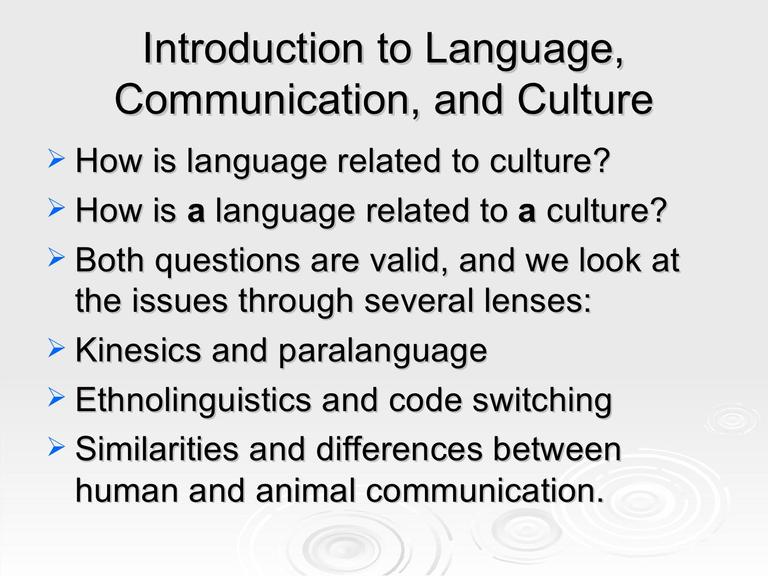 Introduction to Language,
Communication, and Culture
How is language related to culture?
How is a language related to a culture?
Both questions are valid, and we look at
the issues through several lenses:
Kinesics and paralanguage
Ethnolinguistics and code switching
Similarities and differences between
human and animal communication.